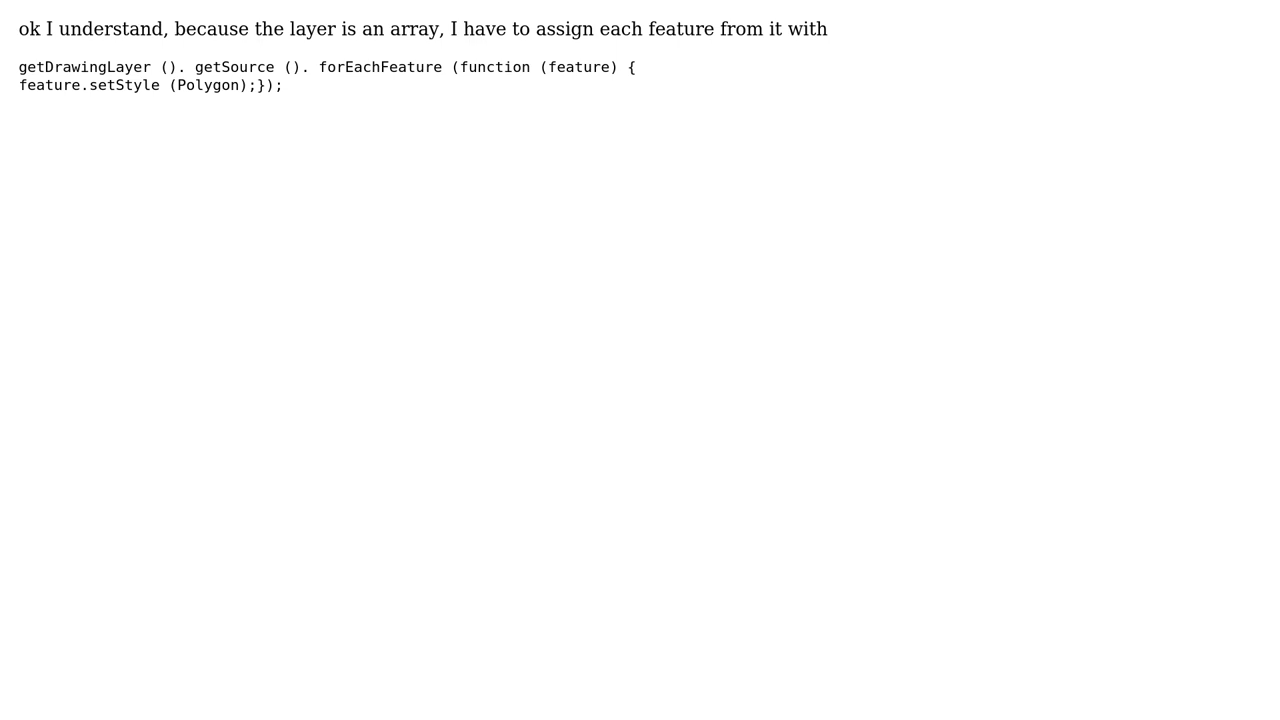 ok I understand, because the layer is an array, I have to assign each feature from it with
getDrawingLayer (). getSource (). forEachFeature (function (feature) {
feature.setStyle (Polygon);});